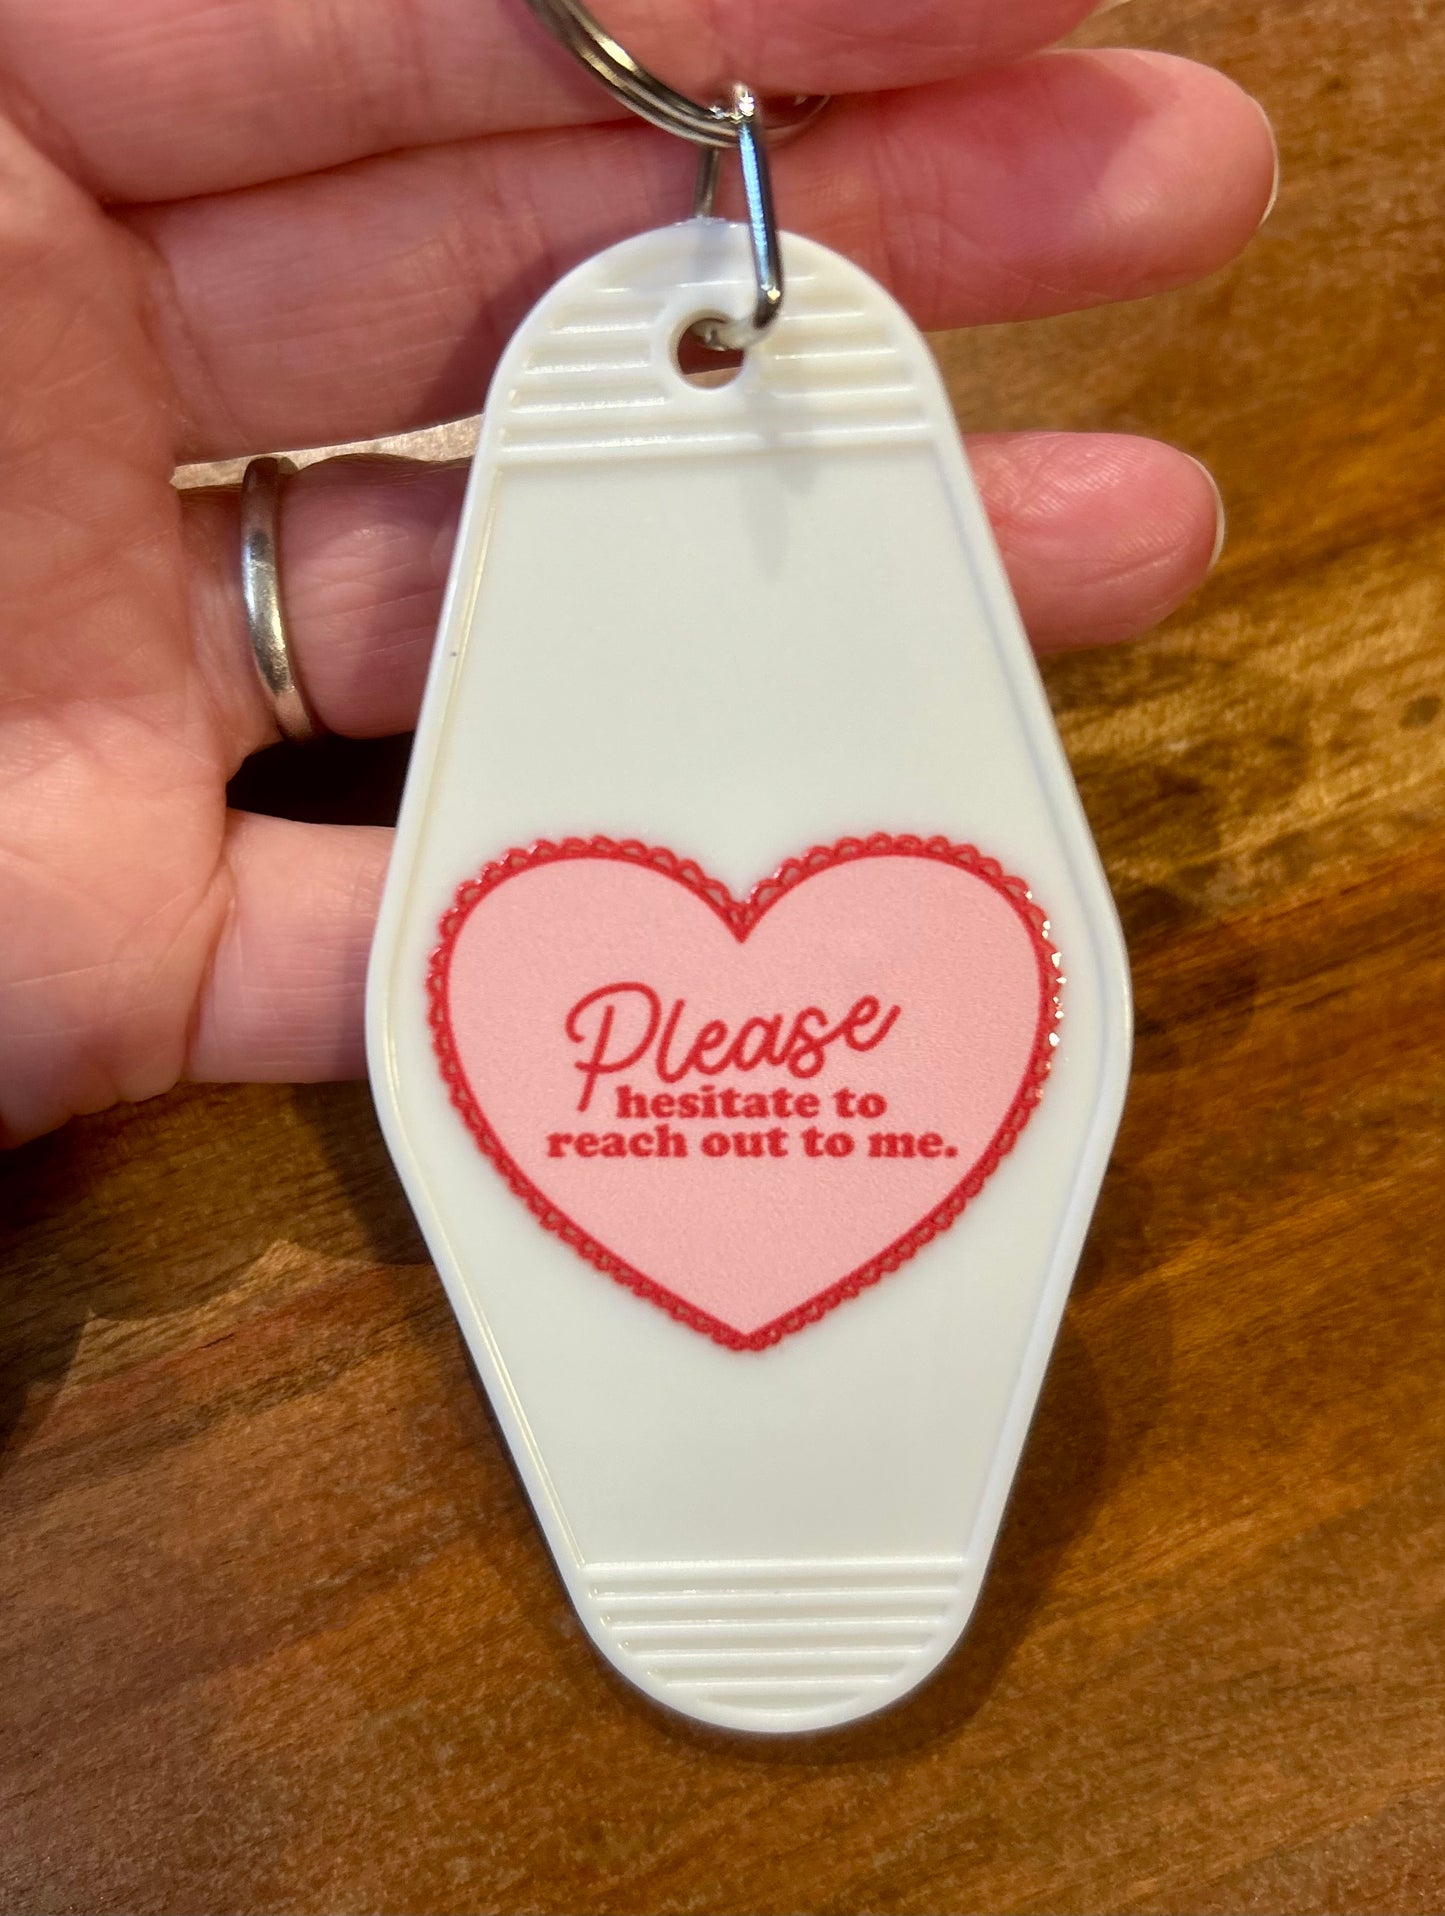 Please
hesitate to
reach out to me.